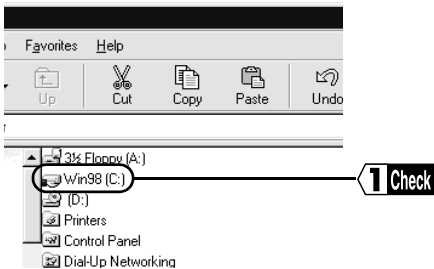 Favorites Help
Up Cut Copy Paste Undo
3½ Floppy (A:)
Win98 (C:)
1 Check
(D:)
Printers
Control Panel
Dial-Up Networking